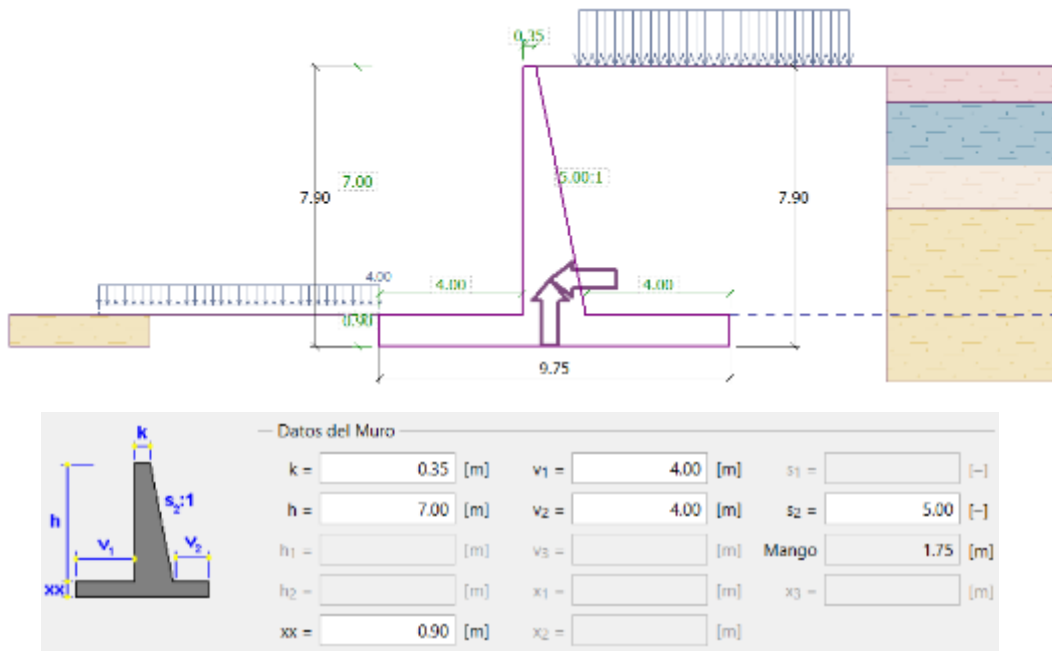 0.35
7.00
7.90
5.00:1
7.90
4.00
4.00
4.00
0.90
9.75
Datos del Muro
k
k = 0.35 [m] v₁ = 4.00 [m] s₁ = [-]
s₂:1
h
h = 7.00 [m] v₂ = 4.00 [m] s₂ = 5.00 [-]
v₁
v₂
h₁ = [m] v₃ = [m] Mango 1.75 [m]
xx
h₂ = [m] x₁ = [m] x₃ = [m]
xx = 0.90 [m] x₂ = [m]